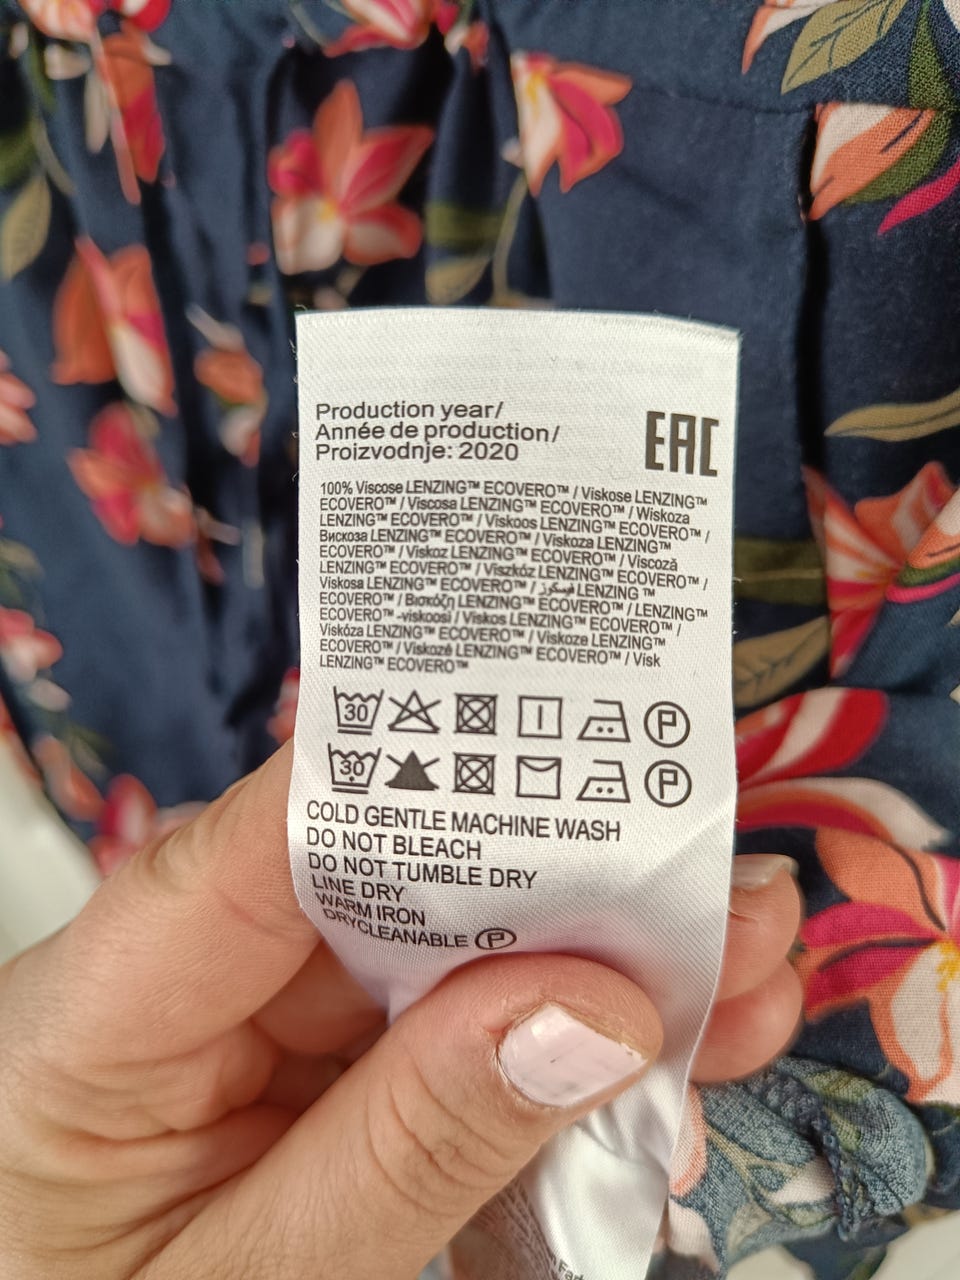 Production year/
Année de production/
Proizvodnje: 2020
EAC
100% Viscose LENZING™ ECOVERO™ / Viskose LENZING™
ECOVERO™ / Viscosa LENZING™ ECOVERO™ / Wiskoza
LENZING™ ECOVERO™ / Viskoos LENZING™ ECOVERO™ /
Вискоза LENZING™ ECOVERO™ / Viskoza LENZING™
ECOVERO™ / Viskoz LENZING™ ECOVERO™ / Viscoză
LENZING™ ECOVERO™ / Viszkóz LENZING™ ECOVERO™ /
Viskosa LENZING™ ECOVERO™ / فيسكوز LENZING ™
ECOVERO™ / Βισκόζη LENZING™ ECOVERO™ / LENZING™
ECOVERO™ -viskoosi / Viskos LENZING™ ECOVERO™ /
Viskóza LENZING™ ECOVERO™ / Viskoze LENZING™
ECOVERO™ / Viskozė LENZING™ ECOVERO™ / Visk
LENZING™ ECOVERO™
30 P
30 P
COLD GENTLE MACHINE WASH
DO NOT BLEACH
DO NOT TUMBLE DRY
LINE DRY
WARM IRON
DRYCLEANABLE P